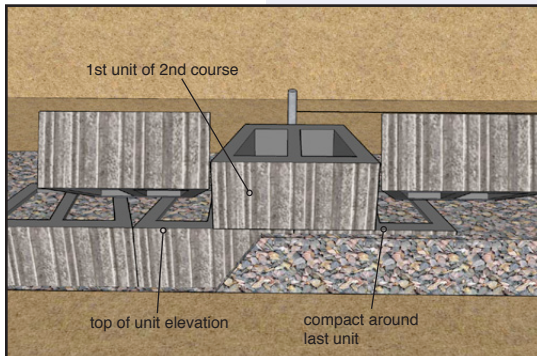 1st unit of 2nd course
top of unit elevation
compact around
last unit